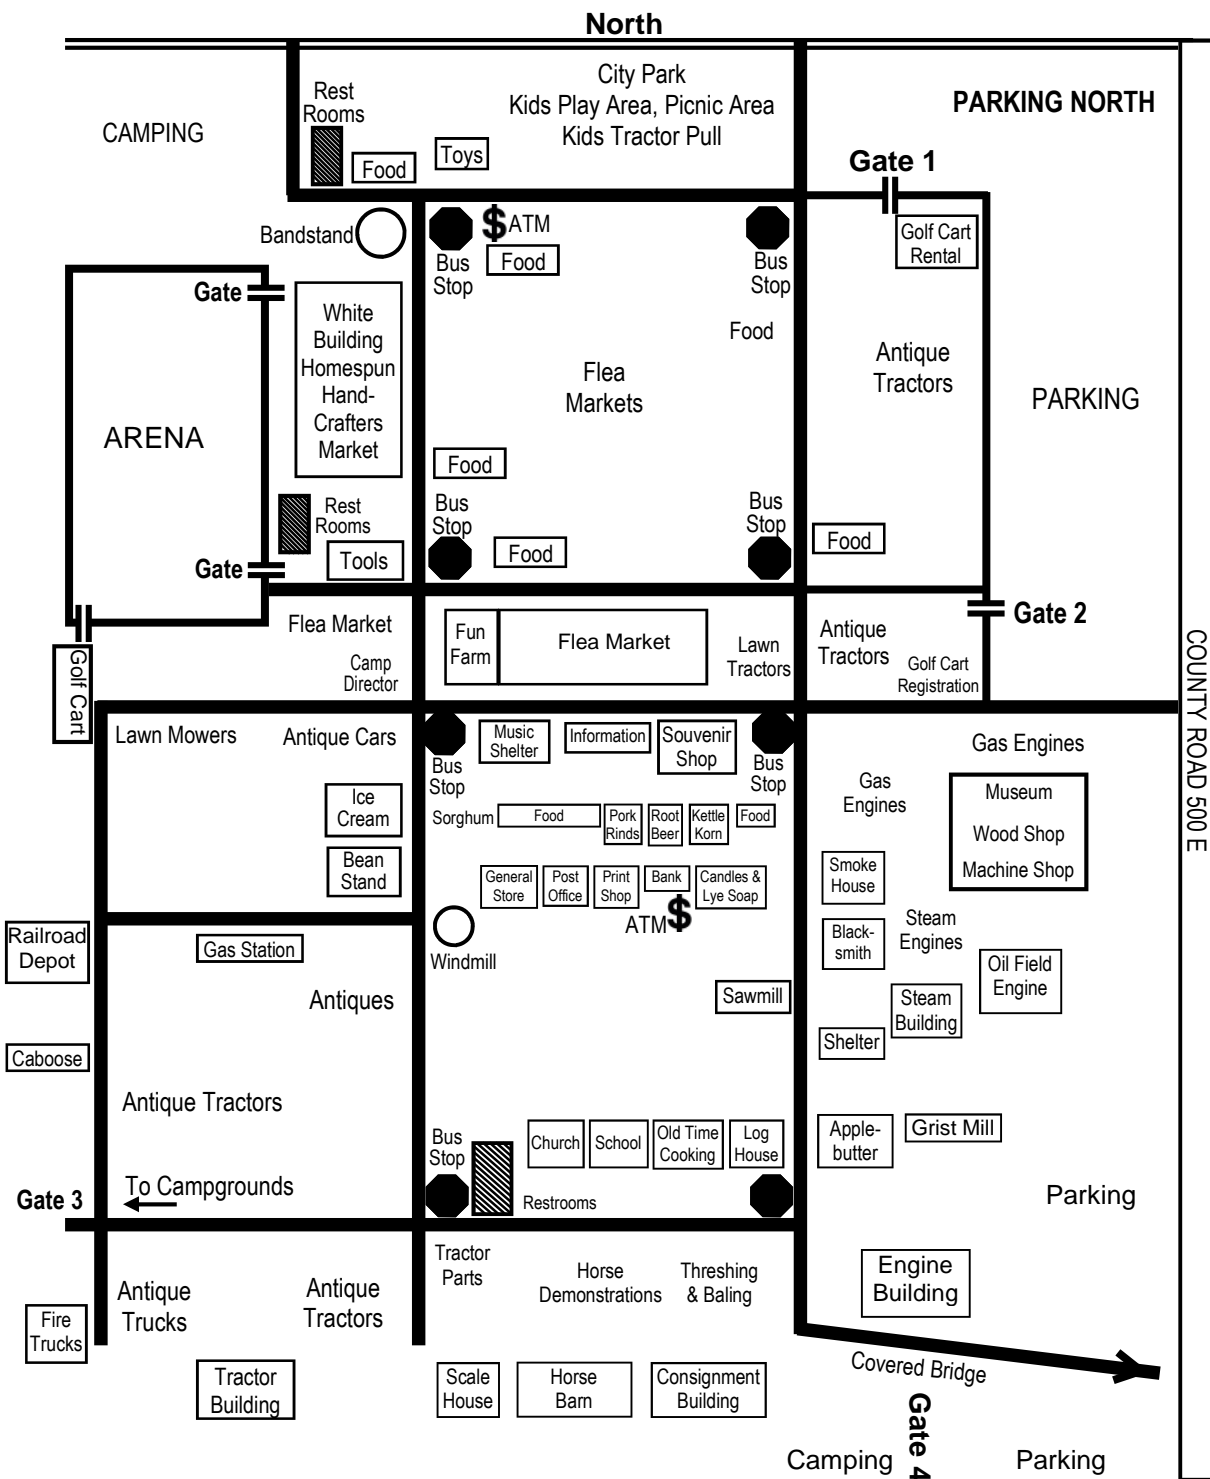 North
City Park
Kids Play Area, Picnic Area
Kids Tractor Pull
PARKING NORTH
Rest
Rooms
CAMPING
Food
Toys
Gate 1
Bandstand
$ ATM
Bus
Stop
Food
Bus
Stop
Golf Cart
Rental
Gate
White
Building
Homespun
Hand-
Crafters
Market
Food
Flea
Markets
Antique
Tractors
PARKING
ARENA
Food
Rest
Rooms
Bus
Stop
Bus
Stop
Gate
Tools
Food
Food
Gate 2
Flea Market
Fun
Farm
Flea Market
Lawn
Tractors
Antique
Tractors
Golf Cart
Registration
Camp
Director
Golf Cart
COUNTY ROAD 500 E
Lawn Mowers
Antique Cars
Bus
Stop
Music
Shelter
Information
Souvenir
Shop
Bus
Stop
Gas Engines
Gas
Engines
Museum
Wood Shop
Machine Shop
Ice
Cream
Sorghum
Food
Pork
Rinds
Root
Beer
Kettle
Korn
Food
Bean
Stand
General
Store
Post
Office
Print
Shop
Bank
Candles &
Lye Soap
ATM $
Smoke
House
Railroad
Depot
Gas Station
Windmill
Black-
smith
Steam
Engines
Oil Field
Engine
Antiques
Sawmill
Steam
Building
Shelter
Caboose
Antique Tractors
Bus
Stop
Church
School
Old Time
Cooking
Log
House
Apple-
butter
Grist Mill
Gate 3
To Campgrounds
Restrooms
Parking
Tractor
Parts
Horse
Demonstrations
Threshing
& Baling
Engine
Building
Antique
Trucks
Antique
Tractors
Fire
Trucks
Tractor
Building
Scale
House
Horse
Barn
Consignment
Building
Covered Bridge
Gate 4
Camping
Parking